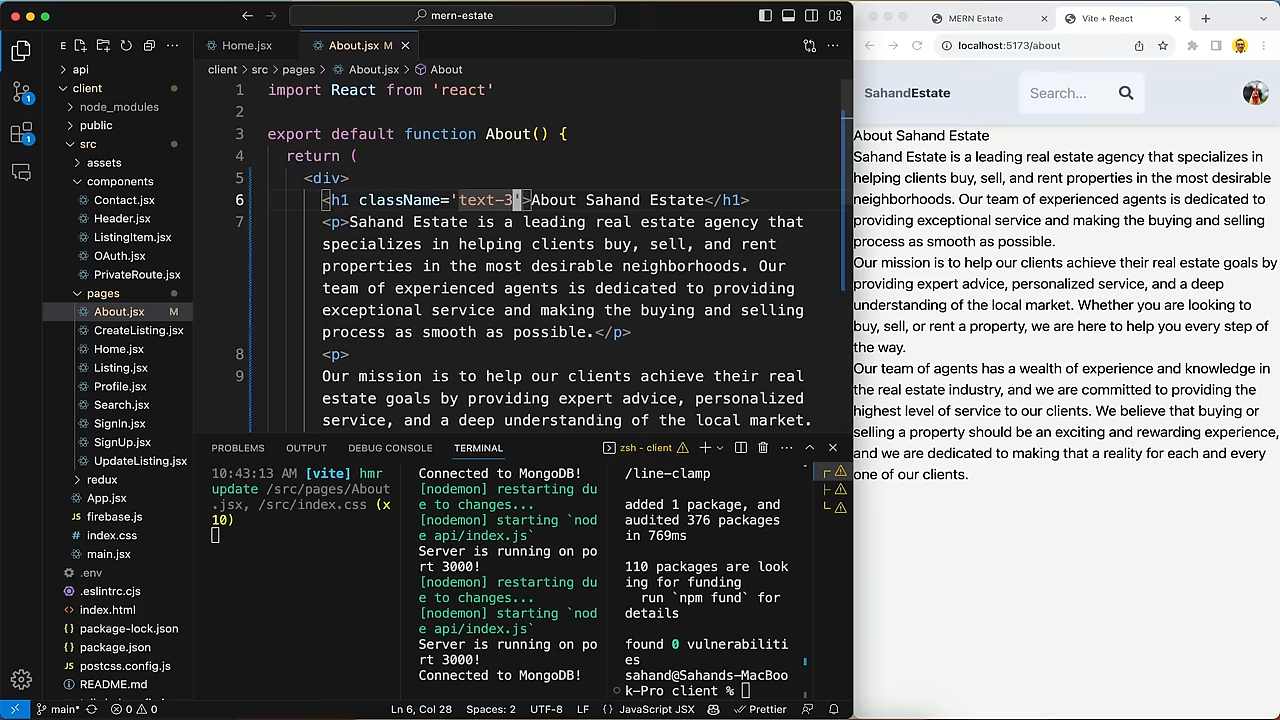 mern-estate
MERN Estate
Vite + React
localhost:5173/about
E
Home.jsx
About.jsx M
client > src > pages > About.jsx > About
api
client
node_modules
public
src
assets
components
Contact.jsx
Header.jsx
ListingItem.jsx
OAuth.jsx
PrivateRoute.jsx
pages
About.jsx M
CreateListing.jsx
Home.jsx
Listing.jsx
Profile.jsx
Search.jsx
SignIn.jsx
SignUp.jsx
UpdateListing.jsx
redux
App.jsx
firebase.js
index.css
main.jsx
.env
.eslintrc.cjs
index.html
package-lock.json
package.json
postcss.config.js
README.md
1 import React from 'react'
2
3 export default function About() {
4 return (
5 <div>
6 <h1 className='text-3'>About Sahand Estate</h1>
7 <p>Sahand Estate is a leading real estate agency that
specializes in helping clients buy, sell, and rent
properties in the most desirable neighborhoods. Our
team of experienced agents is dedicated to providing
exceptional service and making the buying and selling
process as smooth as possible.</p>
8 <p>
9 Our mission is to help our clients achieve their real
estate goals by providing expert advice, personalized
service, and a deep understanding of the local market.
PROBLEMS OUTPUT DEBUG CONSOLE TERMINAL
zsh - client
10:43:13 AM [vite] hmr
update /src/pages/About
.jsx, /src/index.css (x
10)
Connected to MongoDB!
[nodemon] restarting du
e to changes...
[nodemon] starting `nod
e api/index.js`
Server is running on po
rt 3000!
[nodemon] restarting du
e to changes...
[nodemon] starting `nod
e api/index.js`
Server is running on po
rt 3000!
Connected to MongoDB!
/line-clamp
added 1 package, and
audited 376 packages
in 769ms
110 packages are look
ing for funding
run `npm fund` for
details
found 0 vulnerabiliti
es
sahand@Sahands-MacBoo
k-Pro client %
1
1
main*
0 0
Ln 6, Col 28
Spaces: 2
UTF-8
LF
JavaScript JSX
Prettier
SahandEstate
Search...
About Sahand Estate
Sahand Estate is a leading real estate agency that specializes in
helping clients buy, sell, and rent properties in the most desirable
neighborhoods. Our team of experienced agents is dedicated to
providing exceptional service and making the buying and selling
process as smooth as possible.
Our mission is to help our clients achieve their real estate goals by
providing expert advice, personalized service, and a deep
understanding of the local market. Whether you are looking to
buy, sell, or rent a property, we are here to help you every step of
the way.
Our team of agents has a wealth of experience and knowledge in
the real estate industry, and we are committed to providing the
highest level of service to our clients. We believe that buying or
selling a property should be an exciting and rewarding experience,
and we are dedicated to making that a reality for each and every
one of our clients.